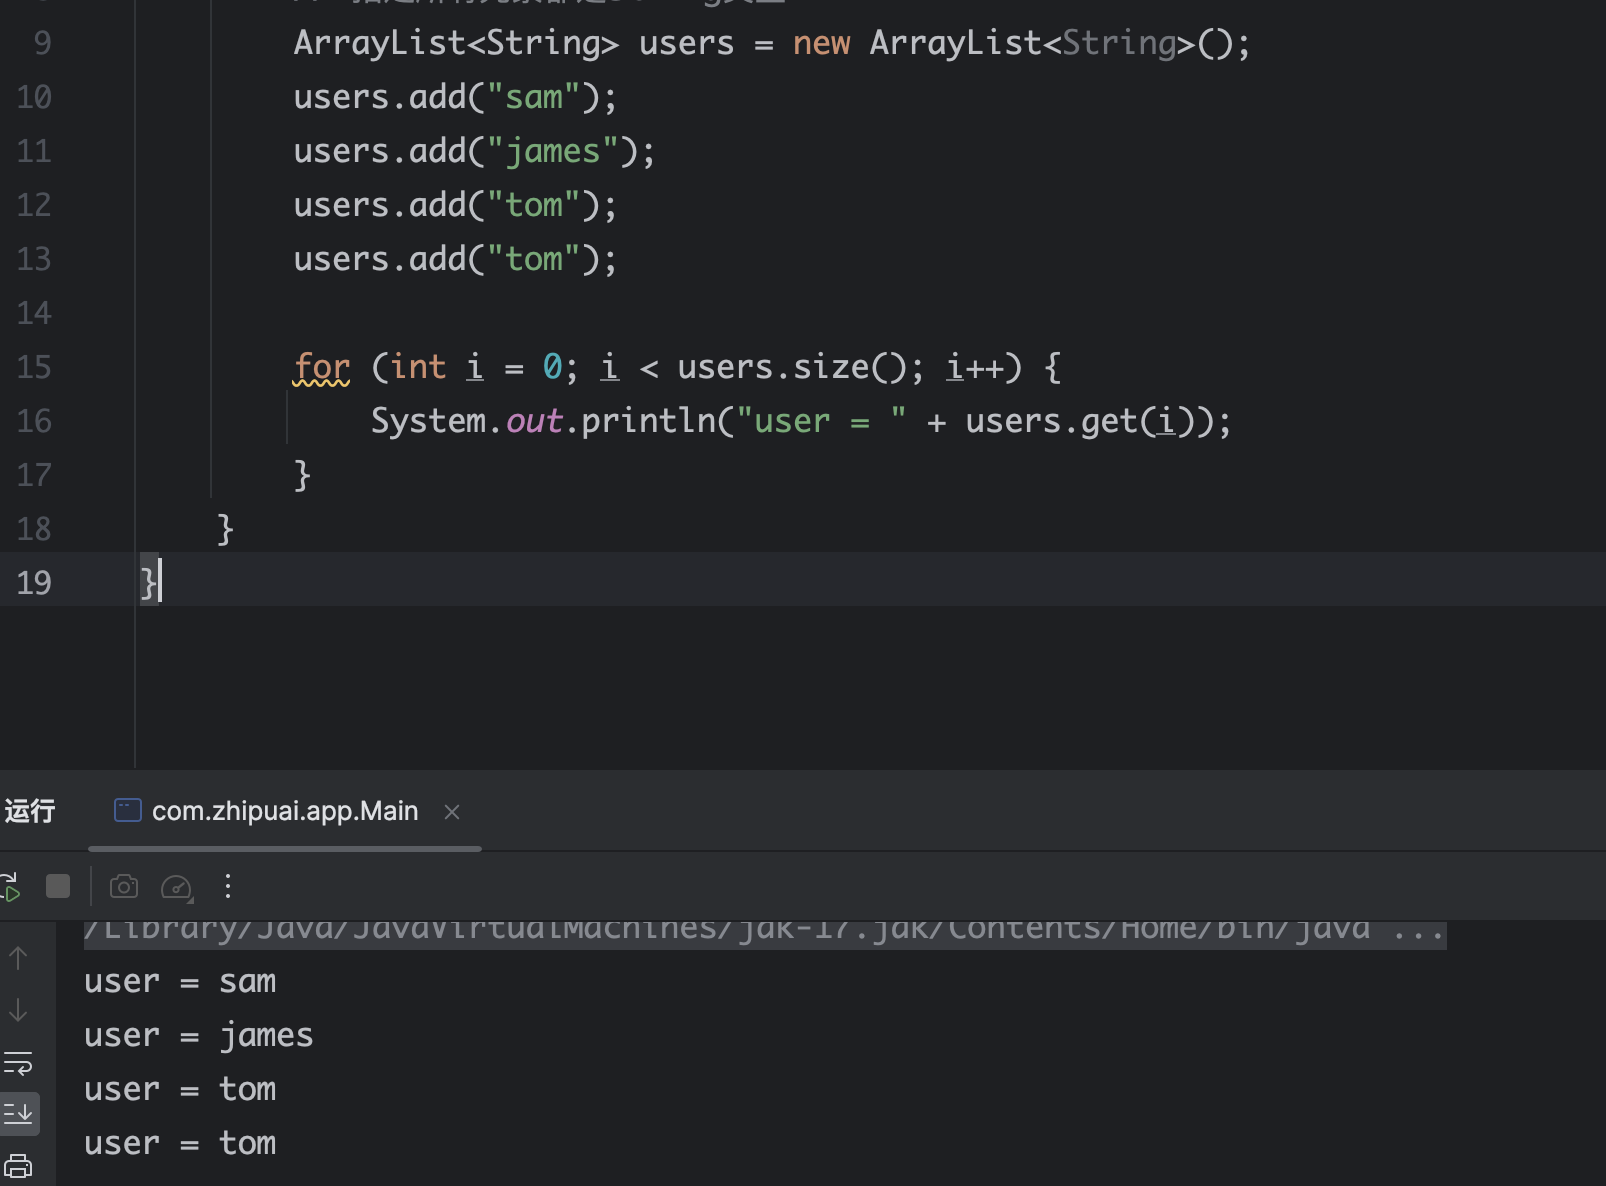 9 ArrayList<String> users = new ArrayList<String>();
10 users.add("sam");
11 users.add("james");
12 users.add("tom");
13 users.add("tom");
14
15 for (int i = 0; i < users.size(); i++) {
16 System.out.println("user = " + users.get(i));
17 }
18 }
19 }
运行 com.zhipuai.app.Main
/Library/Java/JavaVirtualMachines/jdk-17.jdk/Contents/Home/bin/java ...
user = sam
user = james
user = tom
user = tom